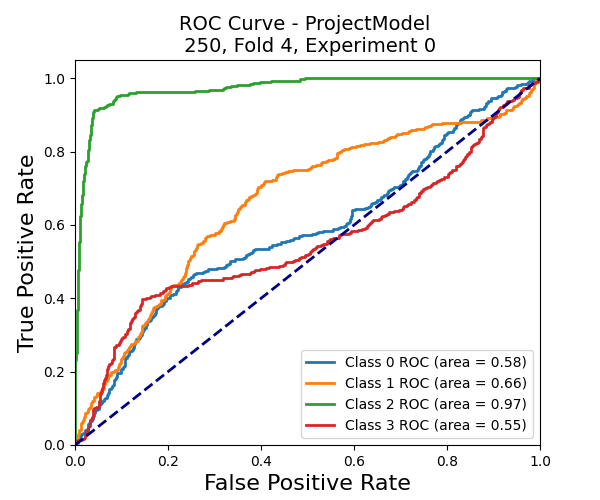 ROC Curve - ProjectModel
250, Fold 4, Experiment 0
True Positive Rate
1.0
0.8
0.6
0.4
0.2
0.0
0.0 0.2 0.4 0.6 0.8 1.0
False Positive Rate
Class 0 ROC (area = 0.58)
Class 1 ROC (area = 0.66)
Class 2 ROC (area = 0.97)
Class 3 ROC (area = 0.55)